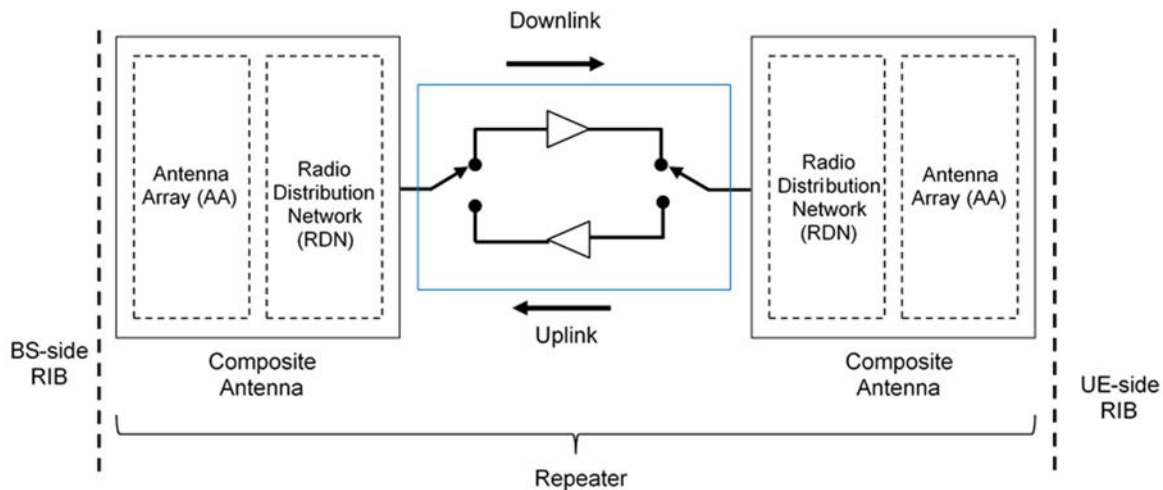 Downlink
Antenna
Array (AA)
Radio
Distribution
Network
(RDN)
Radio
Distribution
Network
(RDN)
Antenna
Array (AA)
Uplink
BS-side
RIB
Composite
Antenna
Composite
Antenna
UE-side
RIB
Repeater